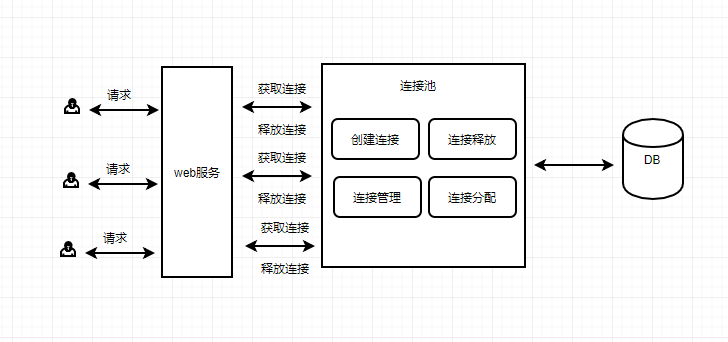 请求
请求
请求
web服务
获取连接
释放连接
获取连接
释放连接
获取连接
释放连接
连接池
创建连接
连接释放
连接管理
连接分配
DB